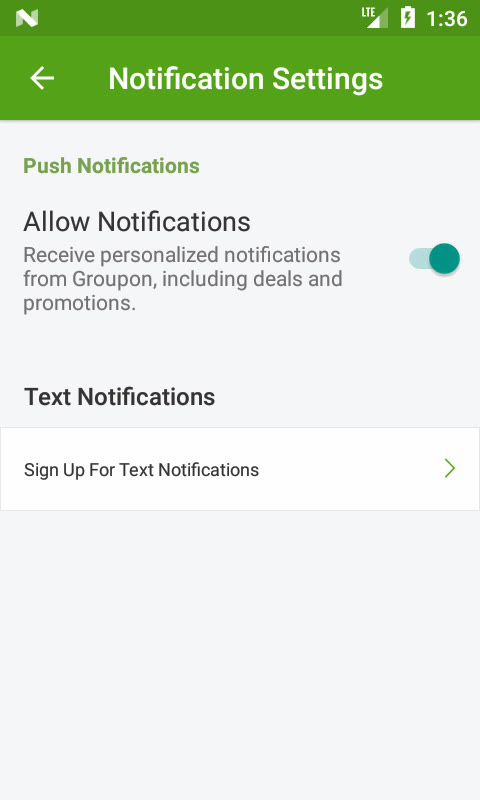 LTE 1:36
Notification Settings
Push Notifications
Allow Notifications
Receive personalized notifications
from Groupon, including deals and
promotions.
Text Notifications
Sign Up For Text Notifications